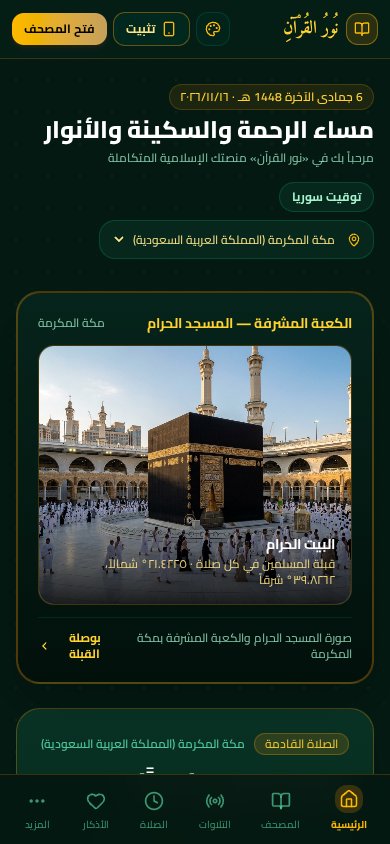 نُورُ القُرْآنِ
تثبيت
فتح المصحف
6 جمادى الآخرة 1448 هـ · ٢٠٢٦/١١/١٦
مساء الرحمة والسكينة والأنوار
مرحباً بك في «نور القرآن» منصتك الإسلامية المتكاملة
توقيت سوريا
مكة المكرمة (المملكة العربية السعودية)
الكعبة المشرفة — المسجد الحرام
مكة المكرمة
البيت الحرام
قبلة المسلمين في كل صلاة · ٢١.٤٢٢٥° شمالاً،
٣٩.٨٢٦٢° شرقاً
صورة المسجد الحرام والكعبة المشرفة بمكة
المكرمة
بوصلة
القبلة
الصلاة القادمة
مكة المكرمة (المملكة العربية السعودية)
الرئيسية
المصحف
التلاوات
الصلاة
الأذكار
المزيد